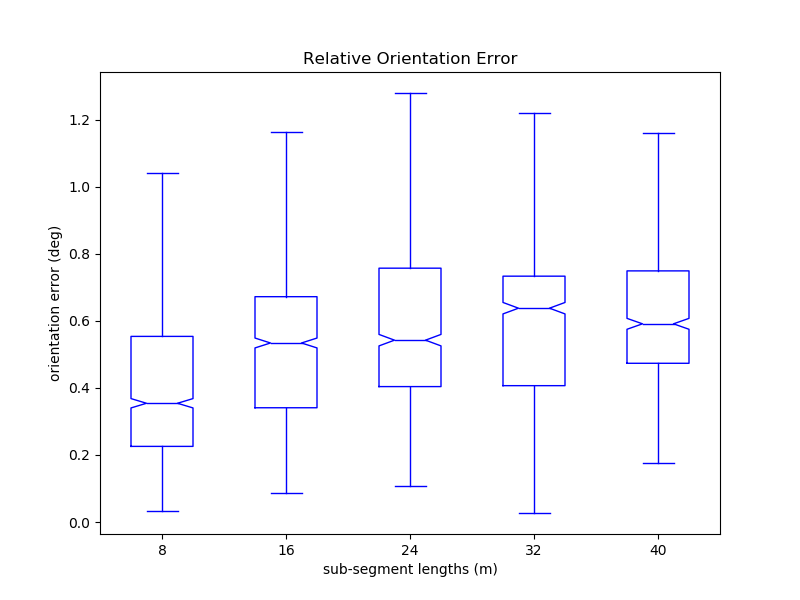 Relative Orientation Error
orientation error (deg)
1.2
1.0
0.8
0.6
0.4
0.2
0.0
8 16 24 32 40
sub-segment lengths (m)